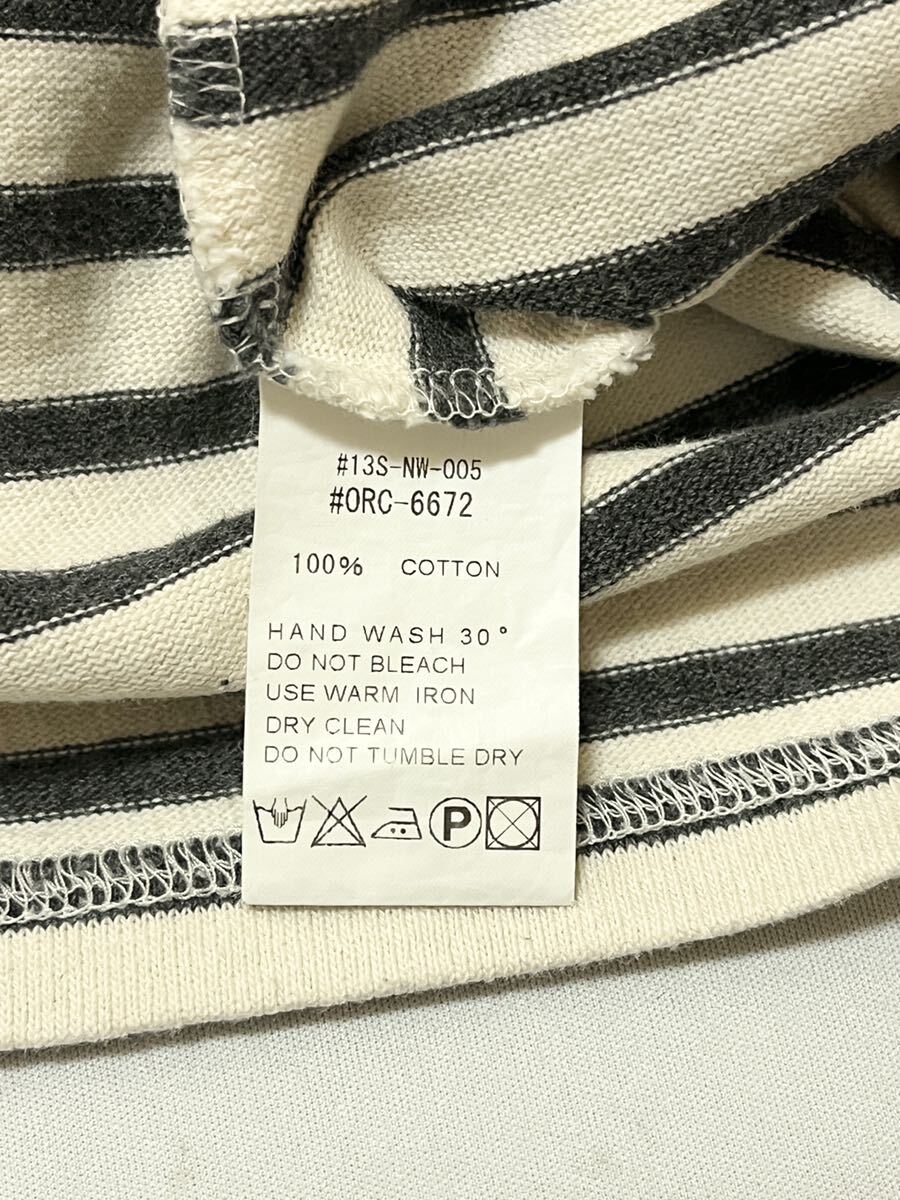 #13S-NW-005
#ORC-6672
100% COTTON
HAND WASH 30°
DO NOT BLEACH
USE WARM IRON
DRY CLEAN
DO NOT TUMBLE DRY
P